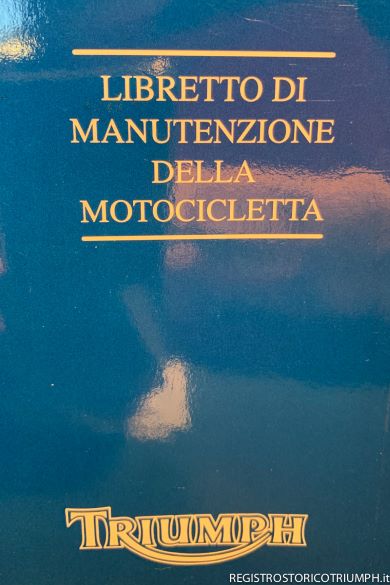 LIBRETTO DI
MANUTENZIONE
DELLA
MOTOCICLETTA
TRIUMPH
REGISTROSTORICOTRIUMPH.it